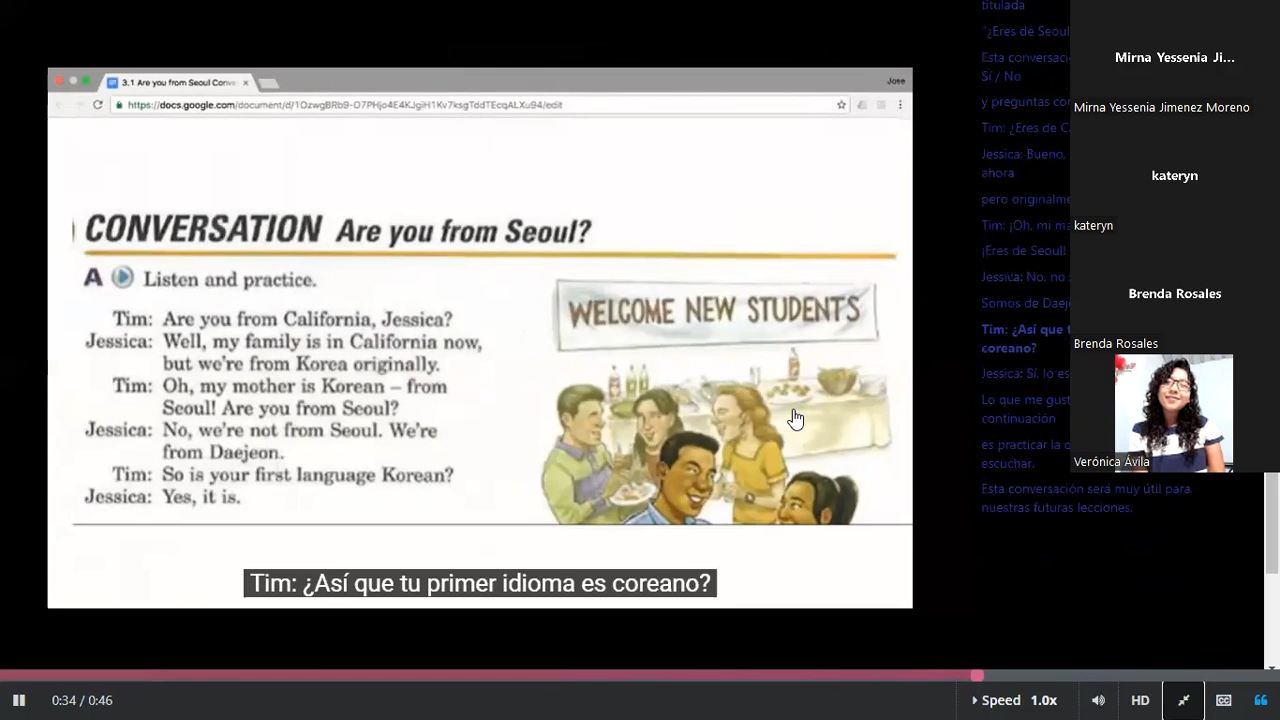 3.1 Are you from Seoul Conve
Jose
https://docs.google.com/document/d/1OzwgBRb9-O7PHjo4E4KJgiH1Kv7ksgTddTEcqALXu94/edit
CONVERSATION Are you from Seoul?
A Listen and practice.
Tim: Are you from California, Jessica?
Jessica: Well, my family is in California now,
but we're from Korea originally.
Tim: Oh, my mother is Korean – from
Seoul! Are you from Seoul?
Jessica: No, we're not from Seoul. We're
from Daejeon.
Tim: So is your first language Korean?
Jessica: Yes, it is.
WELCOME NEW STUDENTS
Tim: ¿Así que tu primer idioma es coreano?
titulada
"¿Eres de Seoul
Esta conversaci
Sí / No
y preguntas co
Tim: ¿Eres de C
Jessica: Bueno,
ahora
pero originalme
Tim: ¡Oh, mi ma
¡Eres de Seoul!
Jessica: No, no s
Somos de Daej
Tim: ¿Así que t
coreano?
Jessica: Sí, lo es
Lo que me gust
continuación
es practicar la c
escuchar.
Esta conversación será muy útil para
nuestras futuras lecciones.
Mirna Yessenia Ji...
Mirna Yessenia Jimenez Moreno
kateryn
kateryn
Brenda Rosales
Brenda Rosales
Verónica Ávila
0:34 / 0:46
Speed 1.0x
HD
CC